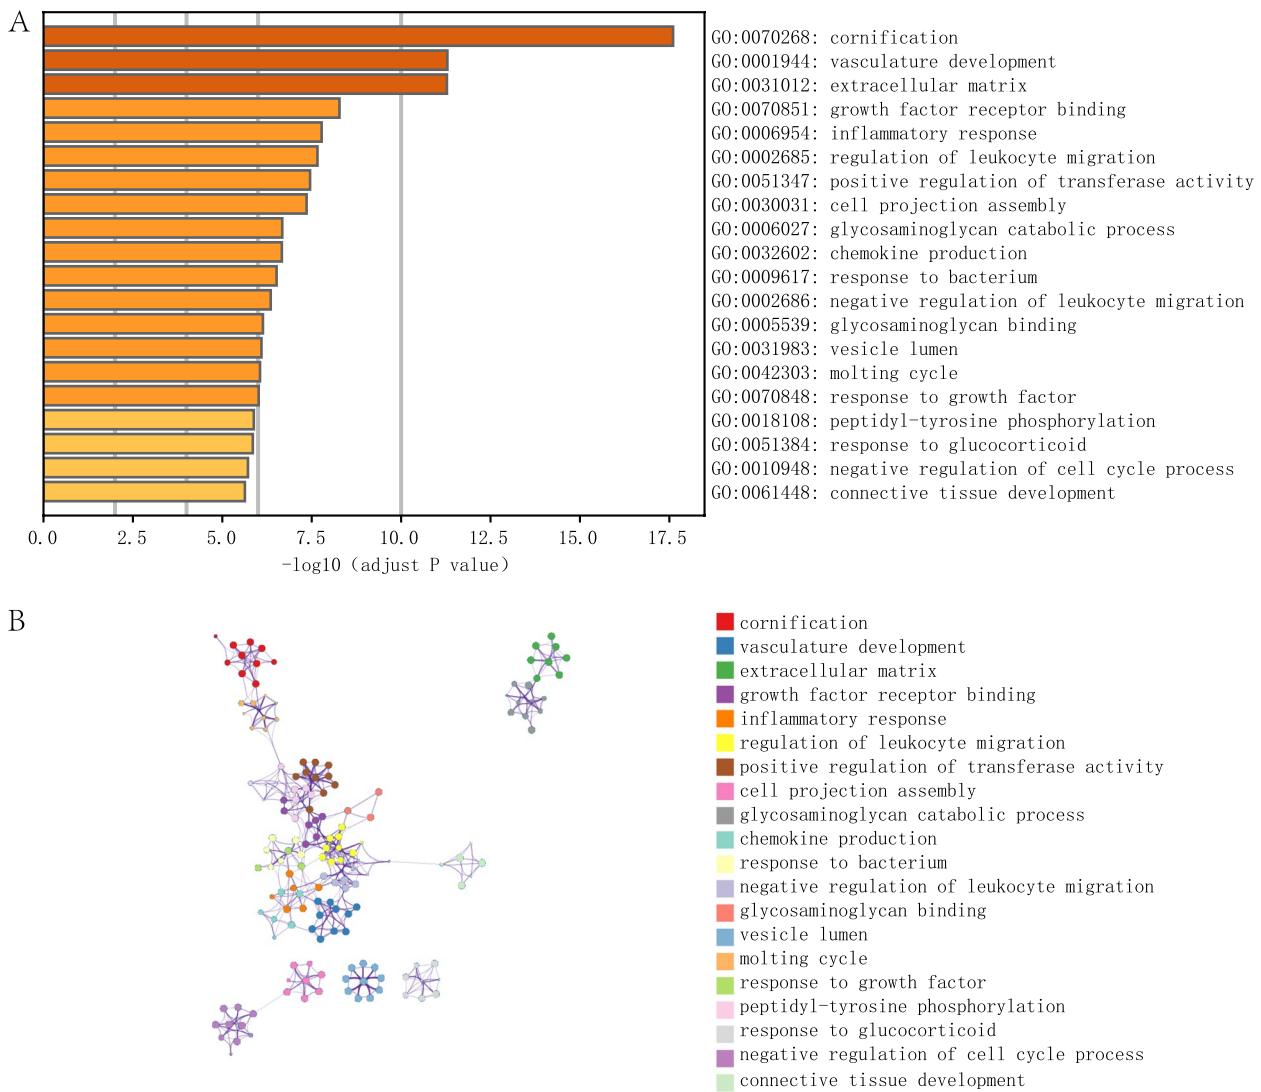 A
GO:0070268: cornification
GO:0001944: vasculature development
GO:0031012: extracellular matrix
GO:0070851: growth factor receptor binding
GO:0006954: inflammatory response
GO:0002685: regulation of leukocyte migration
GO:0051347: positive regulation of transferase activity
GO:0030031: cell projection assembly
GO:0006027: glycosaminoglycan catabolic process
GO:0032602: chemokine production
GO:0009617: response to bacterium
GO:0002686: negative regulation of leukocyte migration
GO:0005539: glycosaminoglycan binding
GO:0031983: vesicle lumen
GO:0042303: molting cycle
GO:0070848: response to growth factor
GO:0018108: peptidyl-tyrosine phosphorylation
GO:0051384: response to glucocorticoid
GO:0010948: negative regulation of cell cycle process
GO:0061448: connective tissue development
0.0 2.5 5.0 7.5 10.0 12.5 15.0 17.5
-log10 (adjust P value)
B
cornification
vasculature development
extracellular matrix
growth factor receptor binding
inflammatory response
regulation of leukocyte migration
positive regulation of transferase activity
cell projection assembly
glycosaminoglycan catabolic process
chemokine production
response to bacterium
negative regulation of leukocyte migration
glycosaminoglycan binding
vesicle lumen
molting cycle
response to growth factor
peptidyl-tyrosine phosphorylation
response to glucocorticoid
negative regulation of cell cycle process
connective tissue development